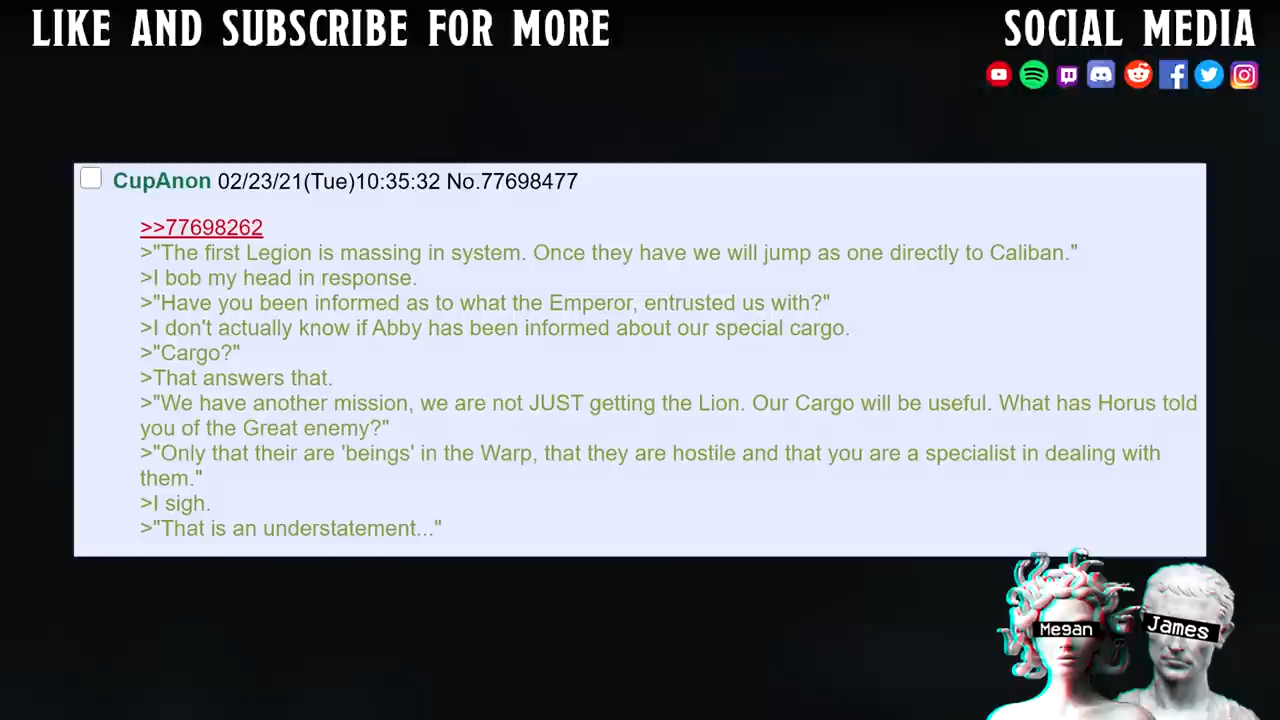 LIKE AND SUBSCRIBE FOR MORE
SOCIAL MEDIA
CupAnon 02/23/21(Tue)10:35:32 No.77698477
>>77698262
>"The first Legion is massing in system. Once they have we will jump as one directly to Caliban."
>I bob my head in response.
>"Have you been informed as to what the Emperor, entrusted us with?"
>I don't actually know if Abby has been informed about our special cargo.
>"Cargo?"
>That answers that.
>"We have another mission, we are not JUST getting the Lion. Our Cargo will be useful. What has Horus told
you of the Great enemy?"
>"Only that their are 'beings' in the Warp, that they are hostile and that you are a specialist in dealing with
them."
>I sigh.
>"That is an understatement..."
Megan
James